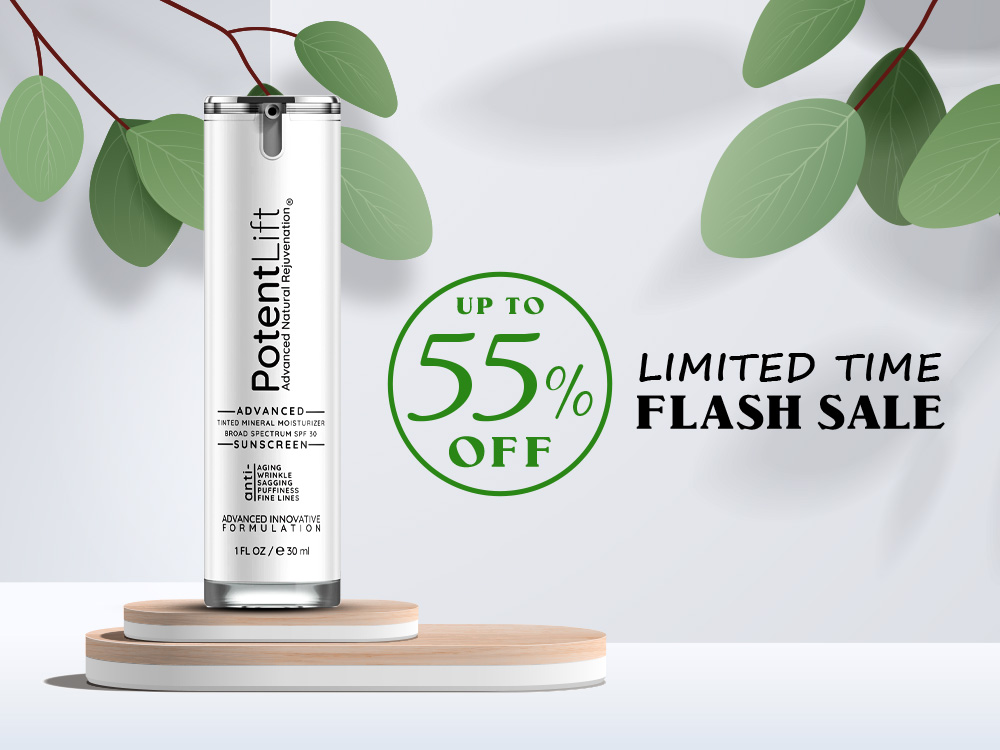 PotentLift®
Advanced Natural Rejuvenation
ADVANCED
TINTED MINERAL MOISTURIZER
BROAD SPECTRUM SPF 30
SUNSCREEN
anti-
AGING
WRINKLE
SAGGING
PUFFINESS
FINE LINES
ADVANCED INNOVATIVE
FORMULATION
1 FL OZ / ℮ 30 ml
UP TO
55%
OFF
LIMITED TIME
FLASH SALE